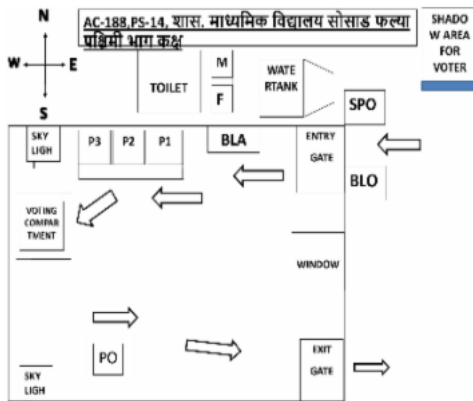 N
W E
S
AC-188,PS-14, शास. माध्यमिक विद्यालय सोसाड फल्या
पश्चिमी भाग कक्ष
SHADO
W AREA
FOR
VOTER
TOILET
M
F
WATE
RTANK
SPO
SKY
LIGH
P3 P2 P1
BLA
ENTRY
GATE
BLO
VOTING
COMPAR
TMENT
WINDOW
PO
SKY
LIGH
EXIT
GATE